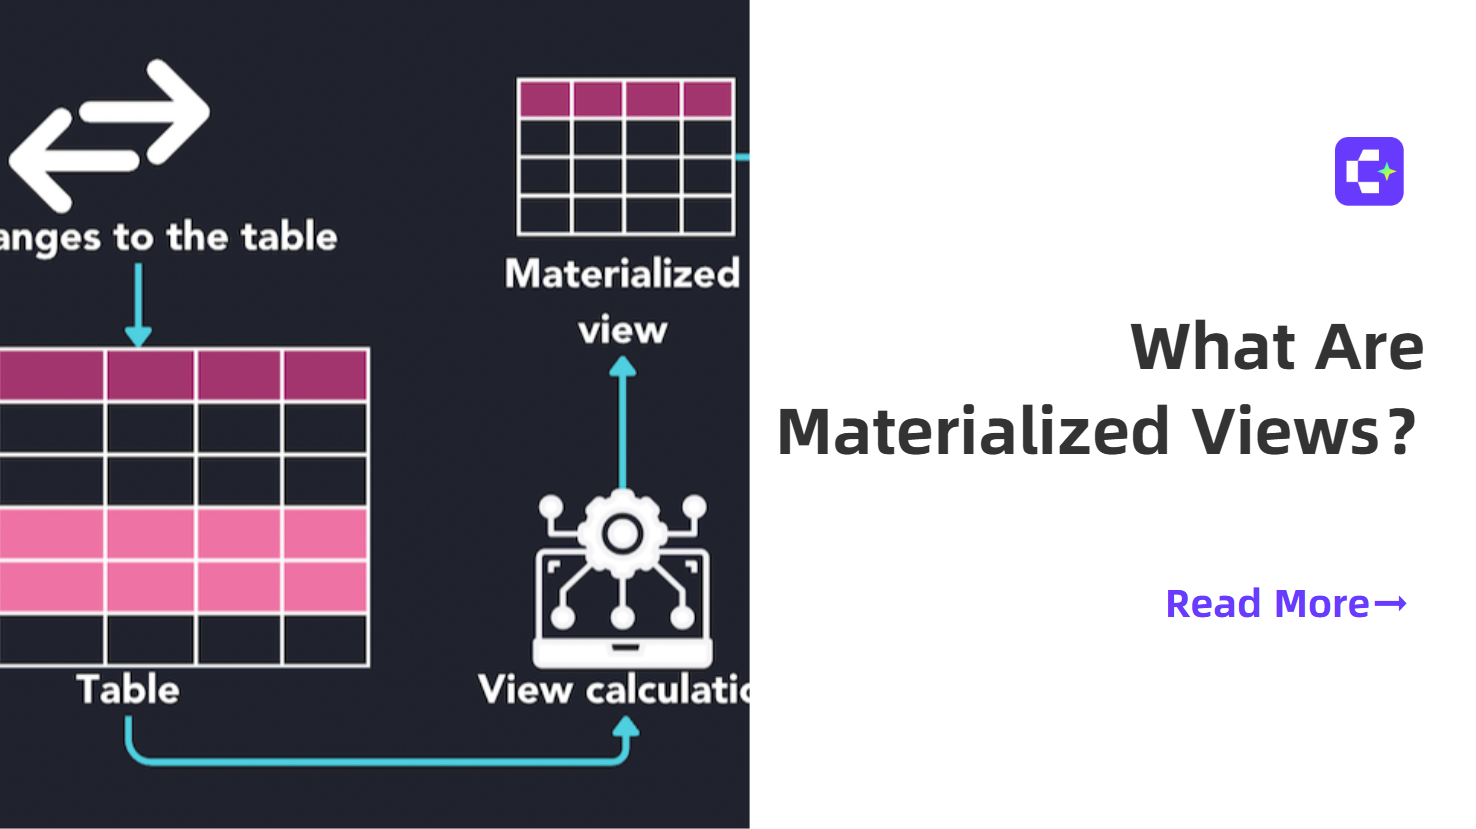 anges to the table
Materialized
view
Table
View calculatio
What Are
Materialized Views?
Read More→